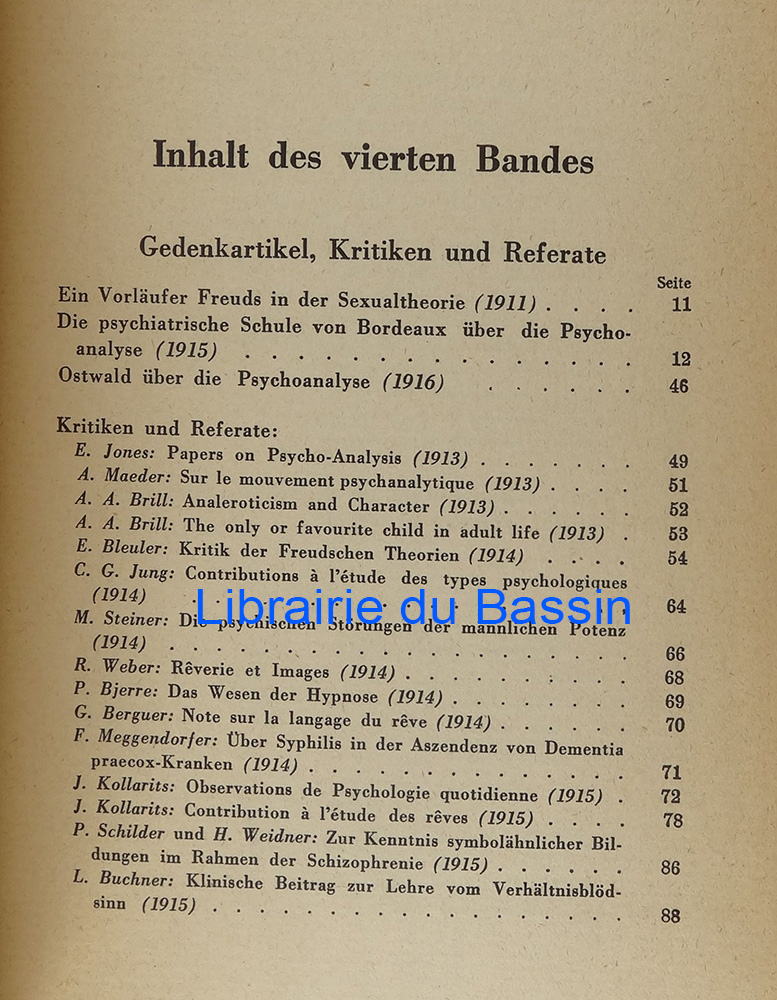 Inhalt des vierten Bandes
Gedenkartikel, Kritiken und Referate
Seite
Ein Vorläufer Freuds in der Sexualtheorie (1911) . . . . 11
Die psychiatrische Schule von Bordeaux über die Psycho-
analyse (1915) . . . . . . . . . . . . . . . 12
Ostwald über die Psychoanalyse (1916) . . . . . . 46
Kritiken und Referate:
E. Jones: Papers on Psycho-Analysis (1913) . . . . . . . 49
A. Maeder: Sur le mouvement psychanalytique (1913) . . . . 51
A. A. Brill: Analeroticism and Character (1913) . . . . . . 52
A. A. Brill: The only or favourite child in adult life (1913) . 53
E. Bleuler: Kritik der Freudschen Theorien (1914) . . . . 54
C. G. Jung: Contributions à l'étude des types psychologiques
(1914) . . . . . . . . . . . . . . . . . 64
Librairie du Bassin
M. Steiner: Die psychischen Störungen der männlichen Potenz
(1914) . . . . . . . . . . . . . . . . . . 66
R. Weber: Rêverie et Images (1914) . . . . . . . . . . 68
P. Bjerre: Das Wesen der Hypnose (1914) . . . . . . . . 69
G. Berguer: Note sur la langage du rêve (1914) . . . . . . 70
F. Meggendorfer: Über Syphilis in der Aszendenz von Dementia
praecox-Kranken (1914) . . . . . . . . . . . . . 71
J. Kollarits: Observations de Psychologie quotidienne (1915) . 72
J. Kollarits: Contribution à l'étude des rêves (1915) . . . . 78
P. Schilder und H. Weidner: Zur Kenntnis symbolähnlicher Bil-
dungen im Rahmen der Schizophrenie (1915) . . . . . . 86
L. Buchner: Klinische Beitrag zur Lehre vom Verhältnisblöd-
sinn (1915) . . . . . . . . . . . . . . . . . 88